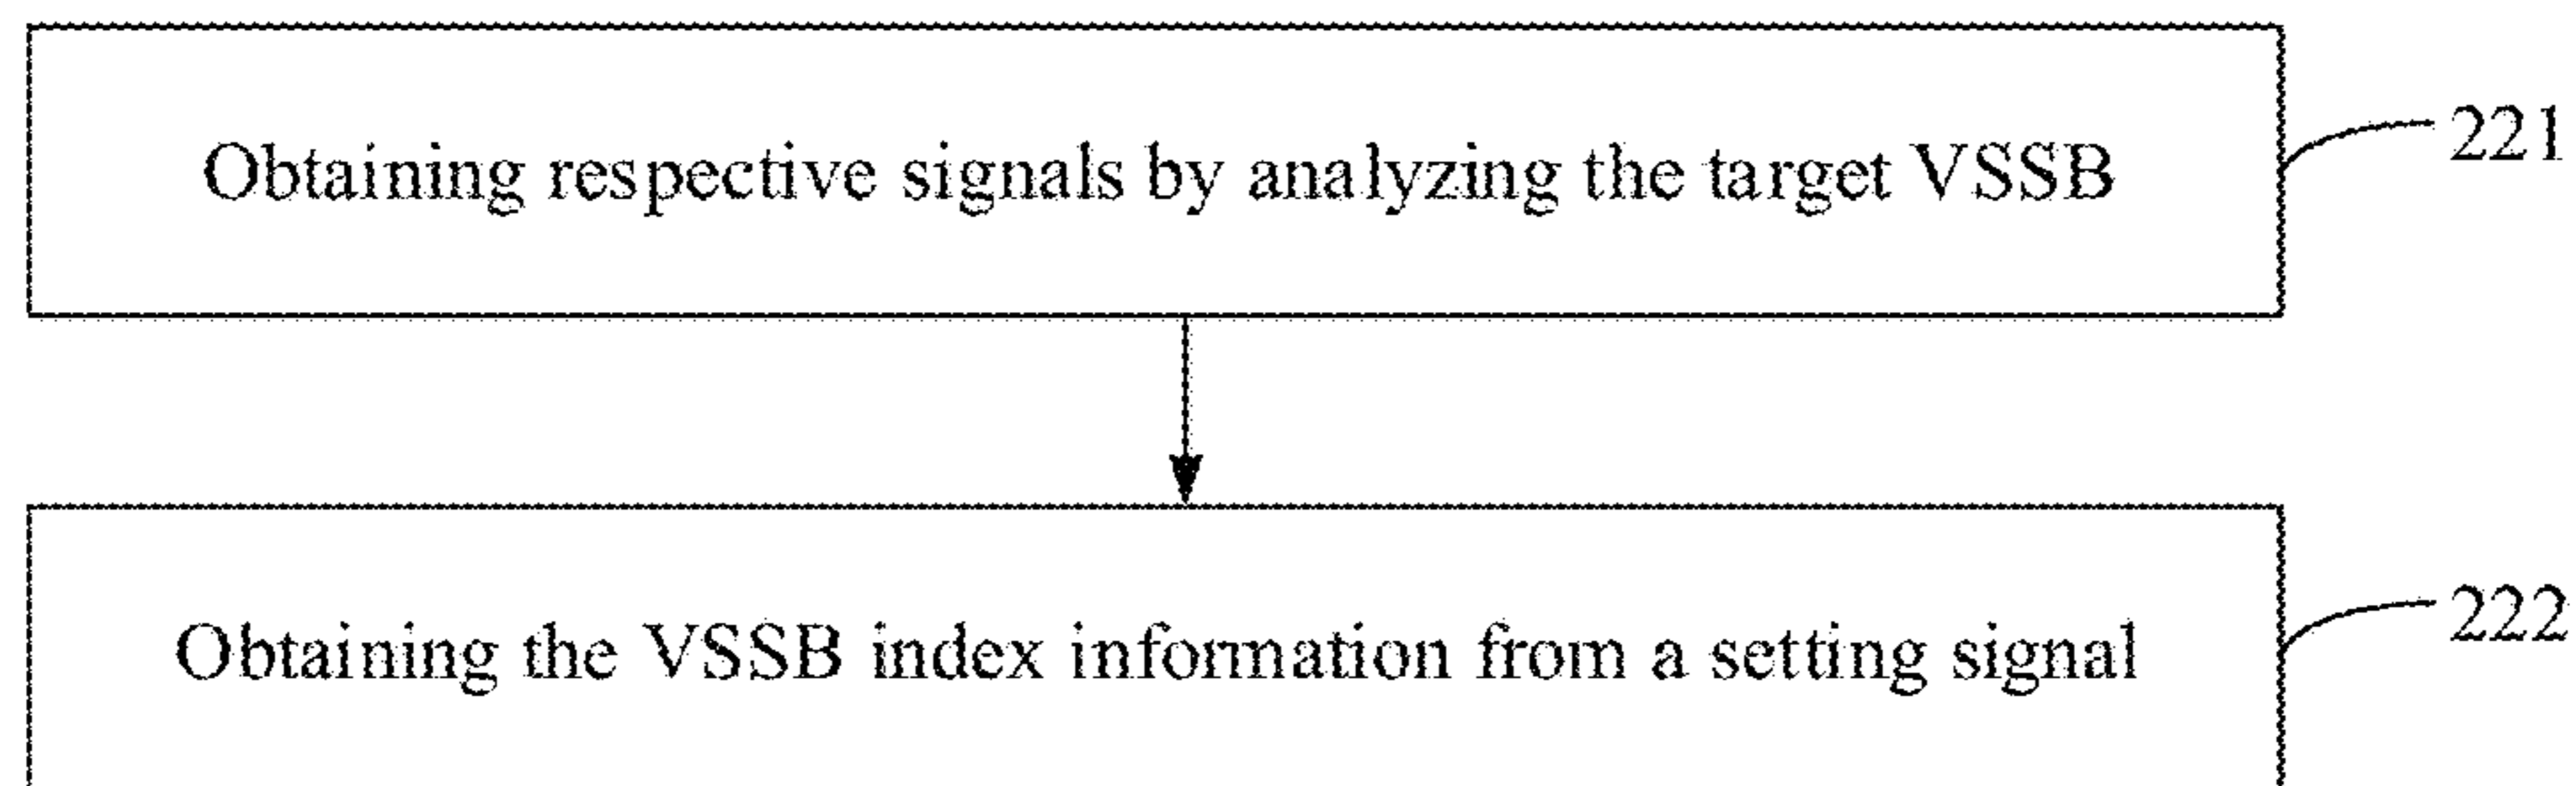 Obtaining respective signals by analyzing the target VSSB
221
Obtaining the VSSB index information from a setting signal
222